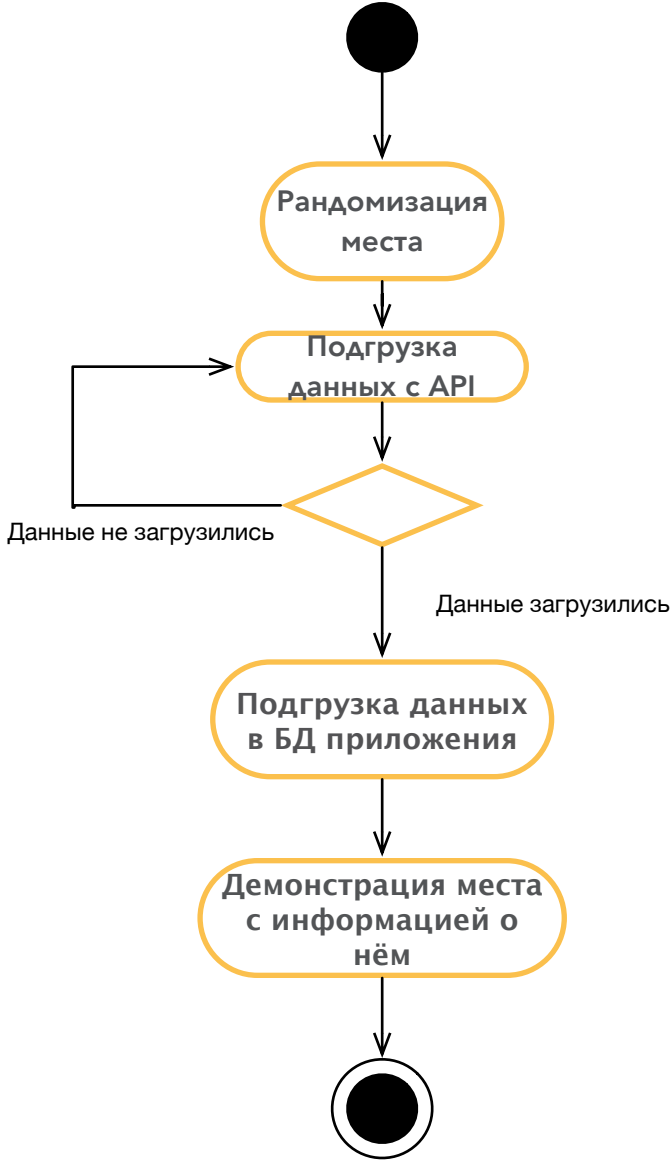 Рандомизация
места
Подгрузка
данных с API
Данные не загрузились
Данные загрузились
Подгрузка данных
в БД приложения
Демонстрация места
с информацией о
нём